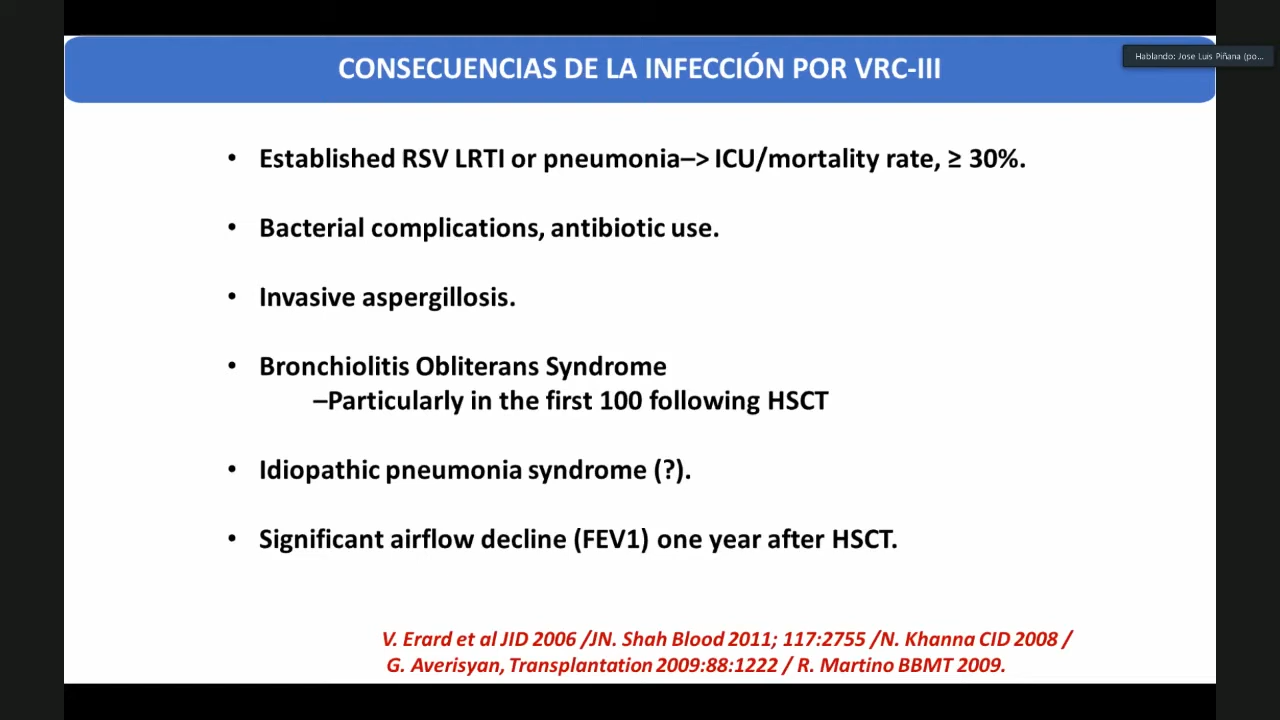 CONSECUENCIAS DE LA INFECCIÓN POR VRC-III
Hablando: Jose Luis Piñana (po...
• Established RSV LRTI or pneumonia–> ICU/mortality rate, ≥ 30%.
• Bacterial complications, antibiotic use.
• Invasive aspergillosis.
• Bronchiolitis Obliterans Syndrome
–Particularly in the first 100 following HSCT
• Idiopathic pneumonia syndrome (?).
• Significant airflow decline (FEV1) one year after HSCT.
V. Erard et al JID 2006 /JN. Shah Blood 2011; 117:2755 /N. Khanna CID 2008 /
G. Averisyan, Transplantation 2009:88:1222 / R. Martino BBMT 2009.